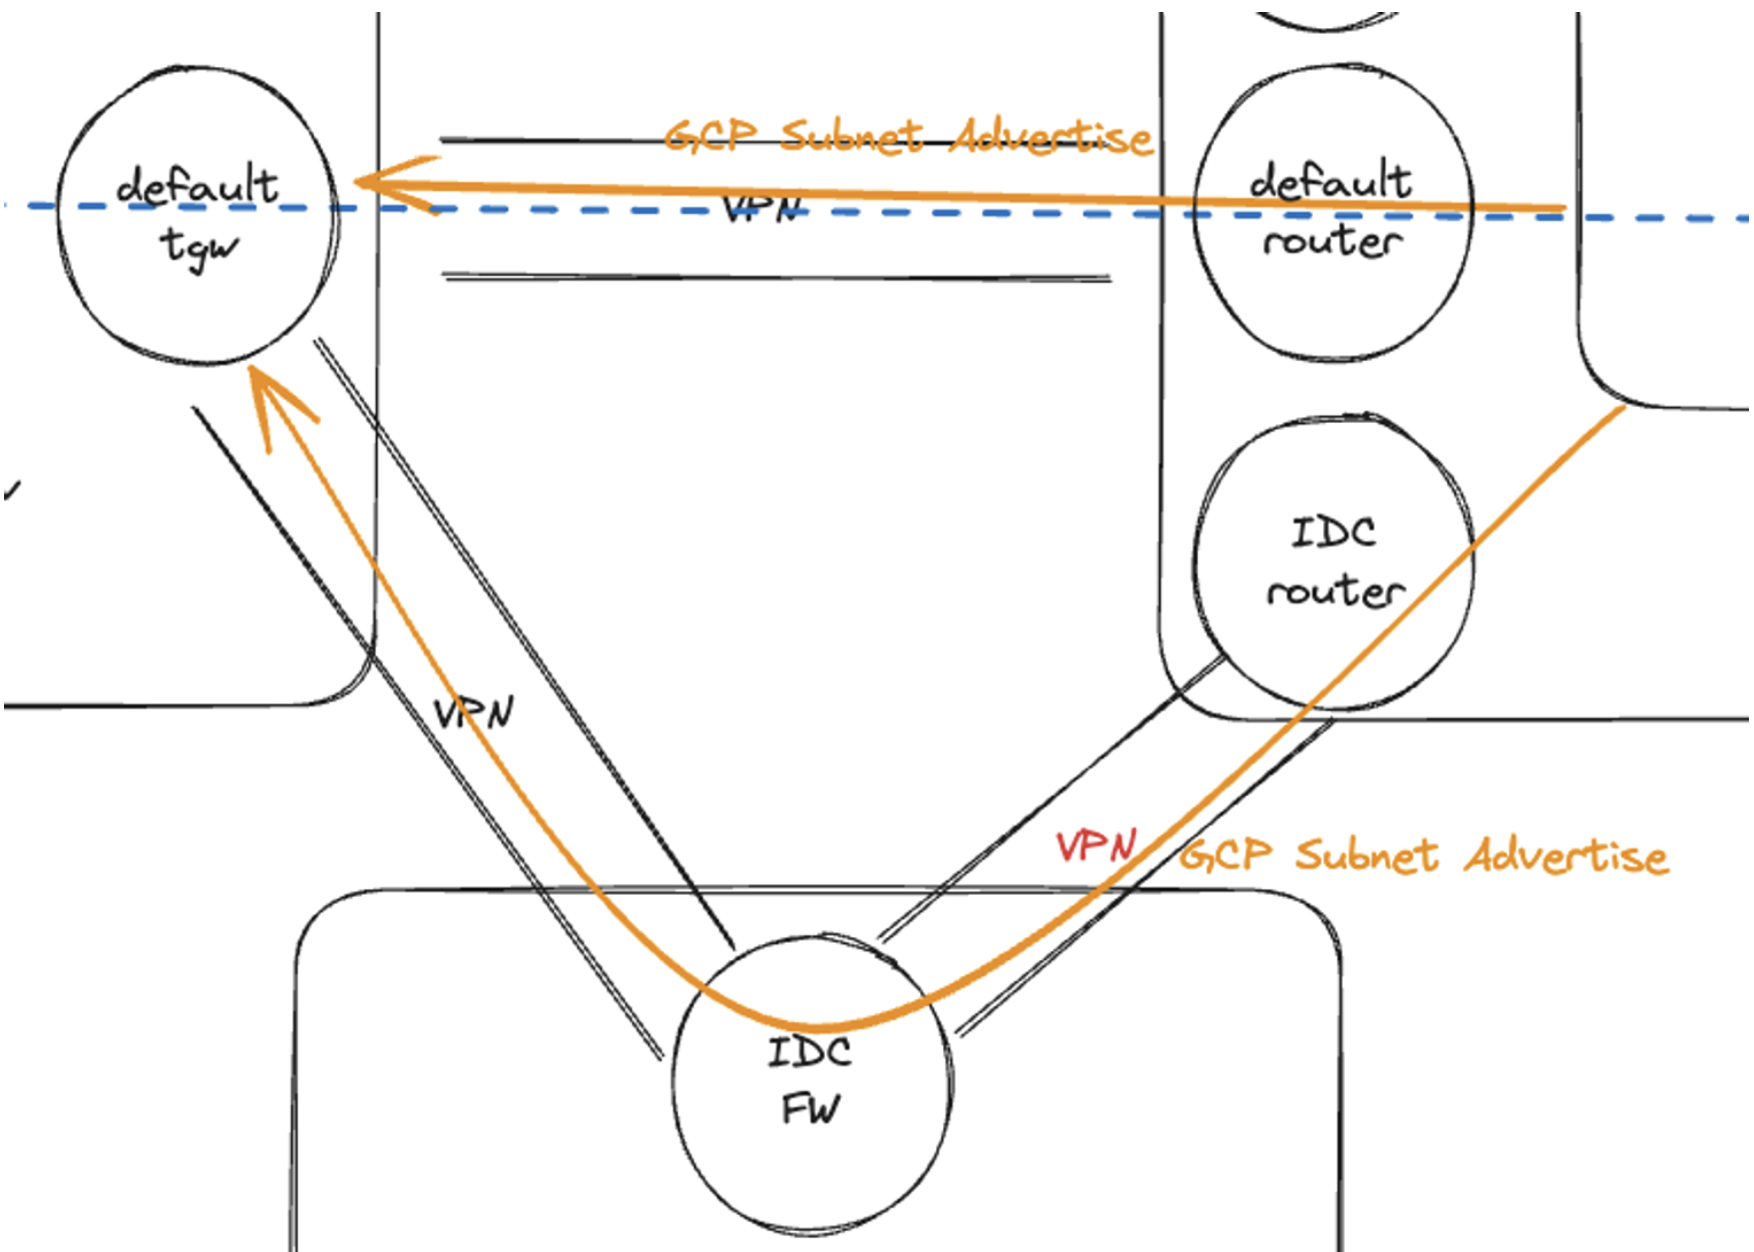 GCP Subnet Advertise
default
tgw
VPN
default
router
IDC
router
VPN
VPN
GCP Subnet Advertise
IDC
FW